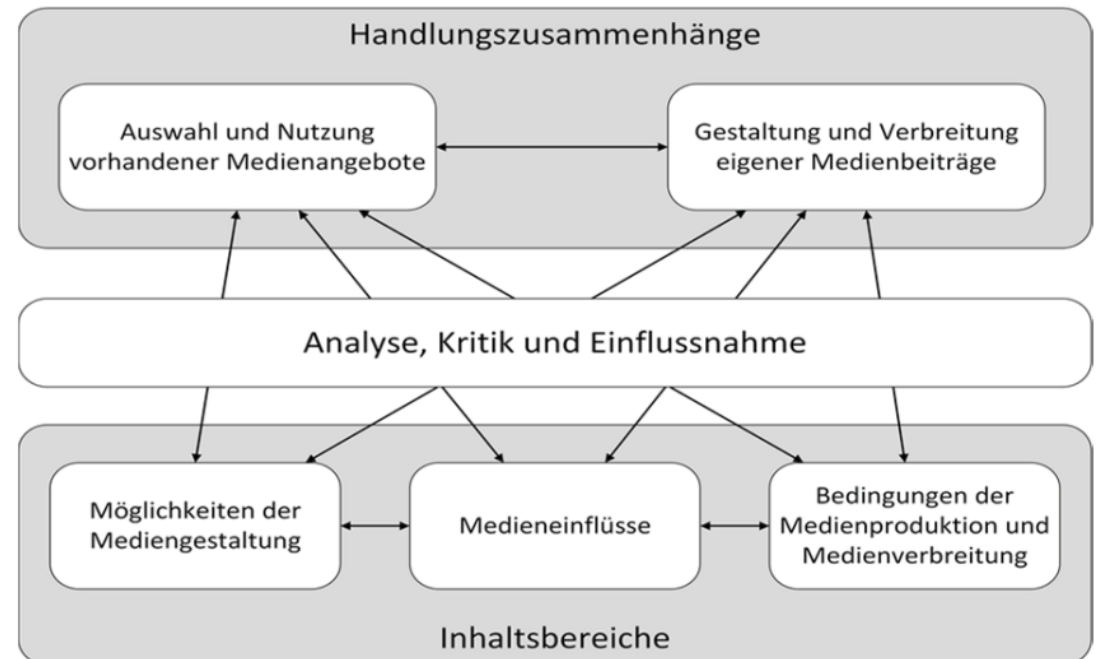 Handlungszusammenhänge
Auswahl und Nutzung
vorhandener Medienangebote
Gestaltung und Verbreitung
eigener Medienbeiträge
Analyse, Kritik und Einflussnahme
Möglichkeiten der
Mediengestaltung
Medieneinflüsse
Bedingungen der
Medienproduktion und
Medienverbreitung
Inhaltsbereiche